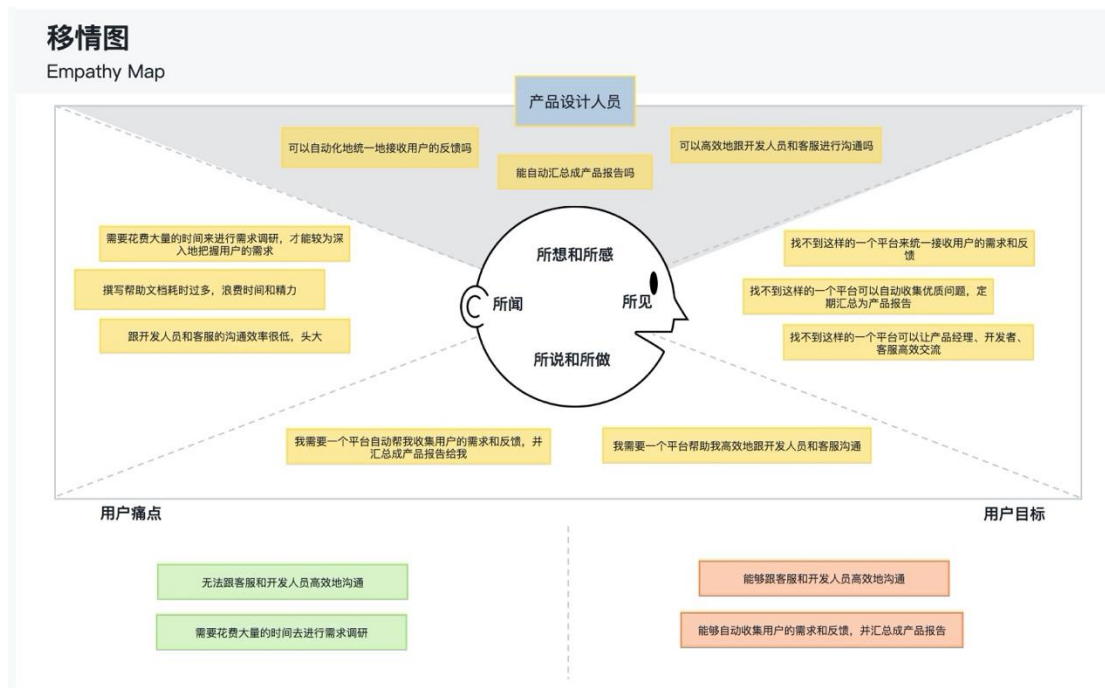 移情图
Empathy Map
产品设计人员
可以自动化地统一地接收用户的反馈吗
可以高效地跟开发人员和客服进行沟通吗
能自动汇总成产品报告吗
需要花费大量的时间来进行需求调研，才能较为深
入地把握用户的需求
撰写帮助文档耗时过多，浪费时间和精力
跟开发人员和客服的沟通效率很低，头大
所想和所感
所闻
所见
所说和所做
找不到这样的一个平台来统一接收用户的需求和反
馈
找不到这样的一个平台可以自动收集优质问题，定
期汇总为产品报告
找不到这样的一个平台可以让产品经理、开发者、
客服高效交流
我需要一个平台自动帮我收集用户的需求和反馈，并
汇总成产品报告给我
我需要一个平台帮助我高效地跟开发人员和客服沟通
用户痛点
用户目标
无法跟客服和开发人员高效地沟通
需要花费大量的时间去进行需求调研
能够跟客服和开发人员高效地沟通
能够自动收集用户的需求和反馈，并汇总成产品报告